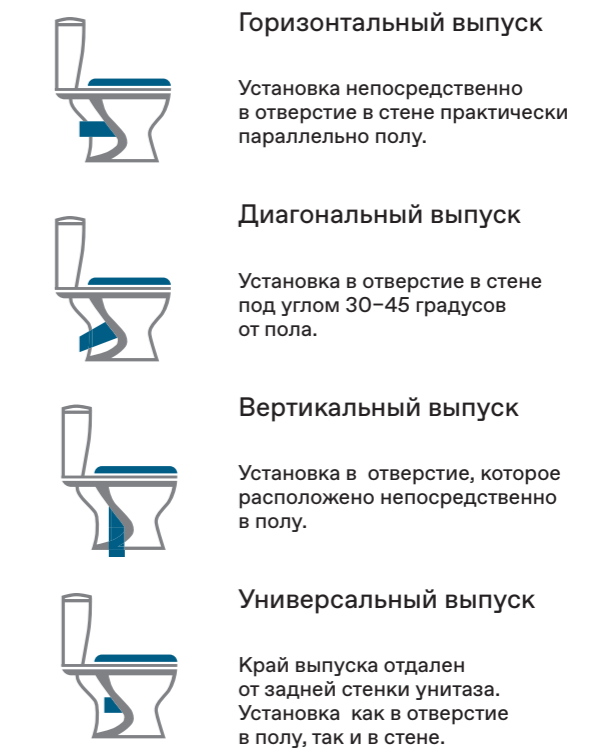 Горизонтальный выпуск
Установка непосредственно
в отверстие в стене практически
параллельно полу.
Диагональный выпуск
Установка в отверстие в стене
под углом 30–45 градусов
от пола.
Вертикальный выпуск
Установка в отверстие, которое
расположено непосредственно
в полу.
Универсальный выпуск
Край выпуска отдален
от задней стенки унитаза.
Установка как в отверстие
в полу, так и в стене.